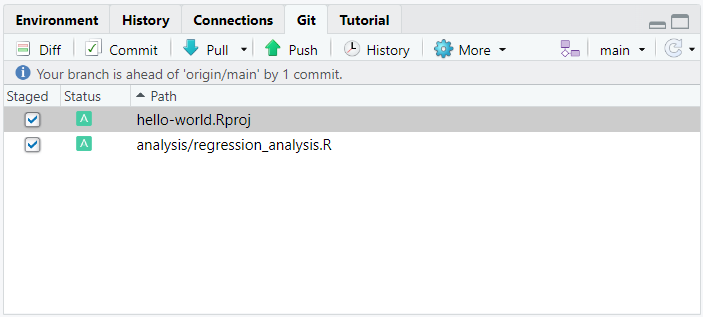 Environment History Connections Git Tutorial
Diff Commit Pull Push History More main
Your branch is ahead of 'origin/main' by 1 commit.
Staged Status Path
A hello-world.Rproj
A analysis/regression_analysis.R